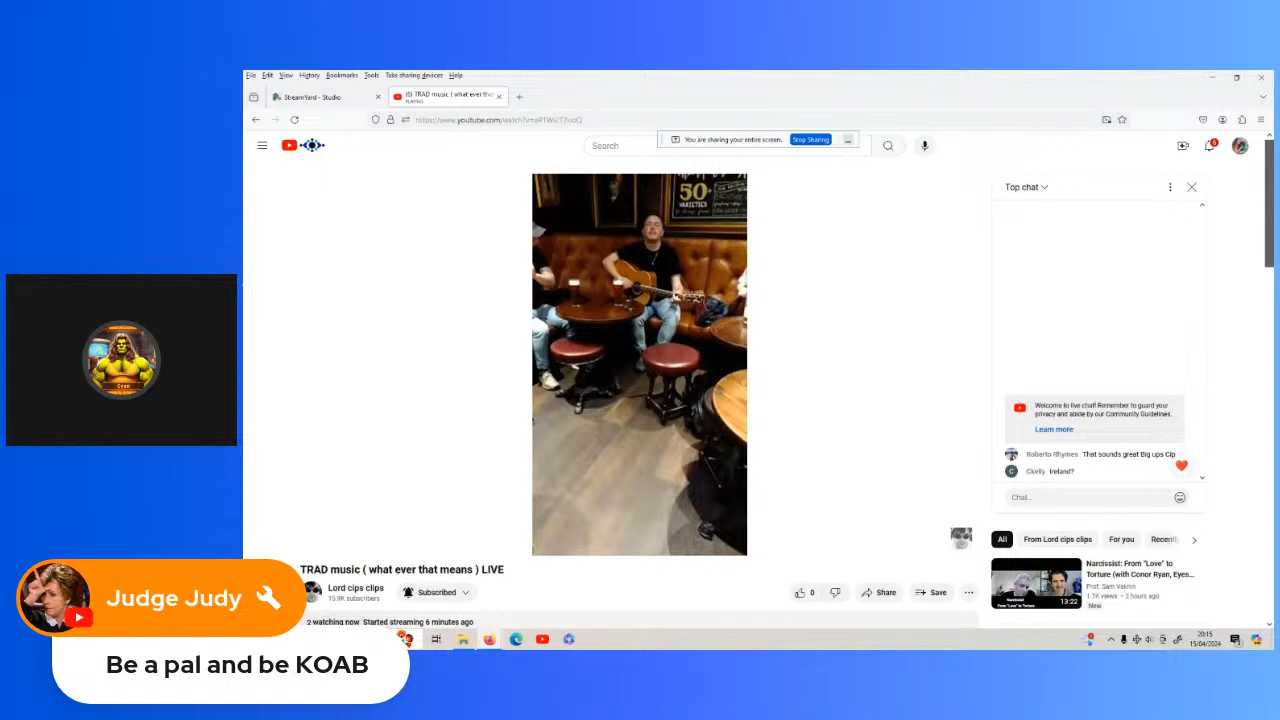 File Edit View History Bookmarks Tools Tabs sharing devices Help
StreamYard - Studio
TRAD music ( what ever tha
PLAYING
Search
You are sharing your entire screen.
Stop Sharing
6
50+
VARIETIES
Top chat
Welcome to live chat! Remember to guard your
privacy and abide by our Community Guidelines.
Learn more
Roberto Rhymes That sounds great Big ups Cip
C Ckelly Ireland?
Chat...
All From Lord cips clips For you Recent
Narcissist: From "Love" to
Torture (with Conor Ryan, Eyes...
Prof. Sam Vaknin
1.7K views • 3 hours ago
New
13:22
TRAD music ( what ever that means ) LIVE
Lord cips clips
15.9K subscribers
Subscribed
0
Share
Save
2 watching now Started streaming 6 minutes ago
20:15
15/04/2024
Judge Judy
Be a pal and be KOAB